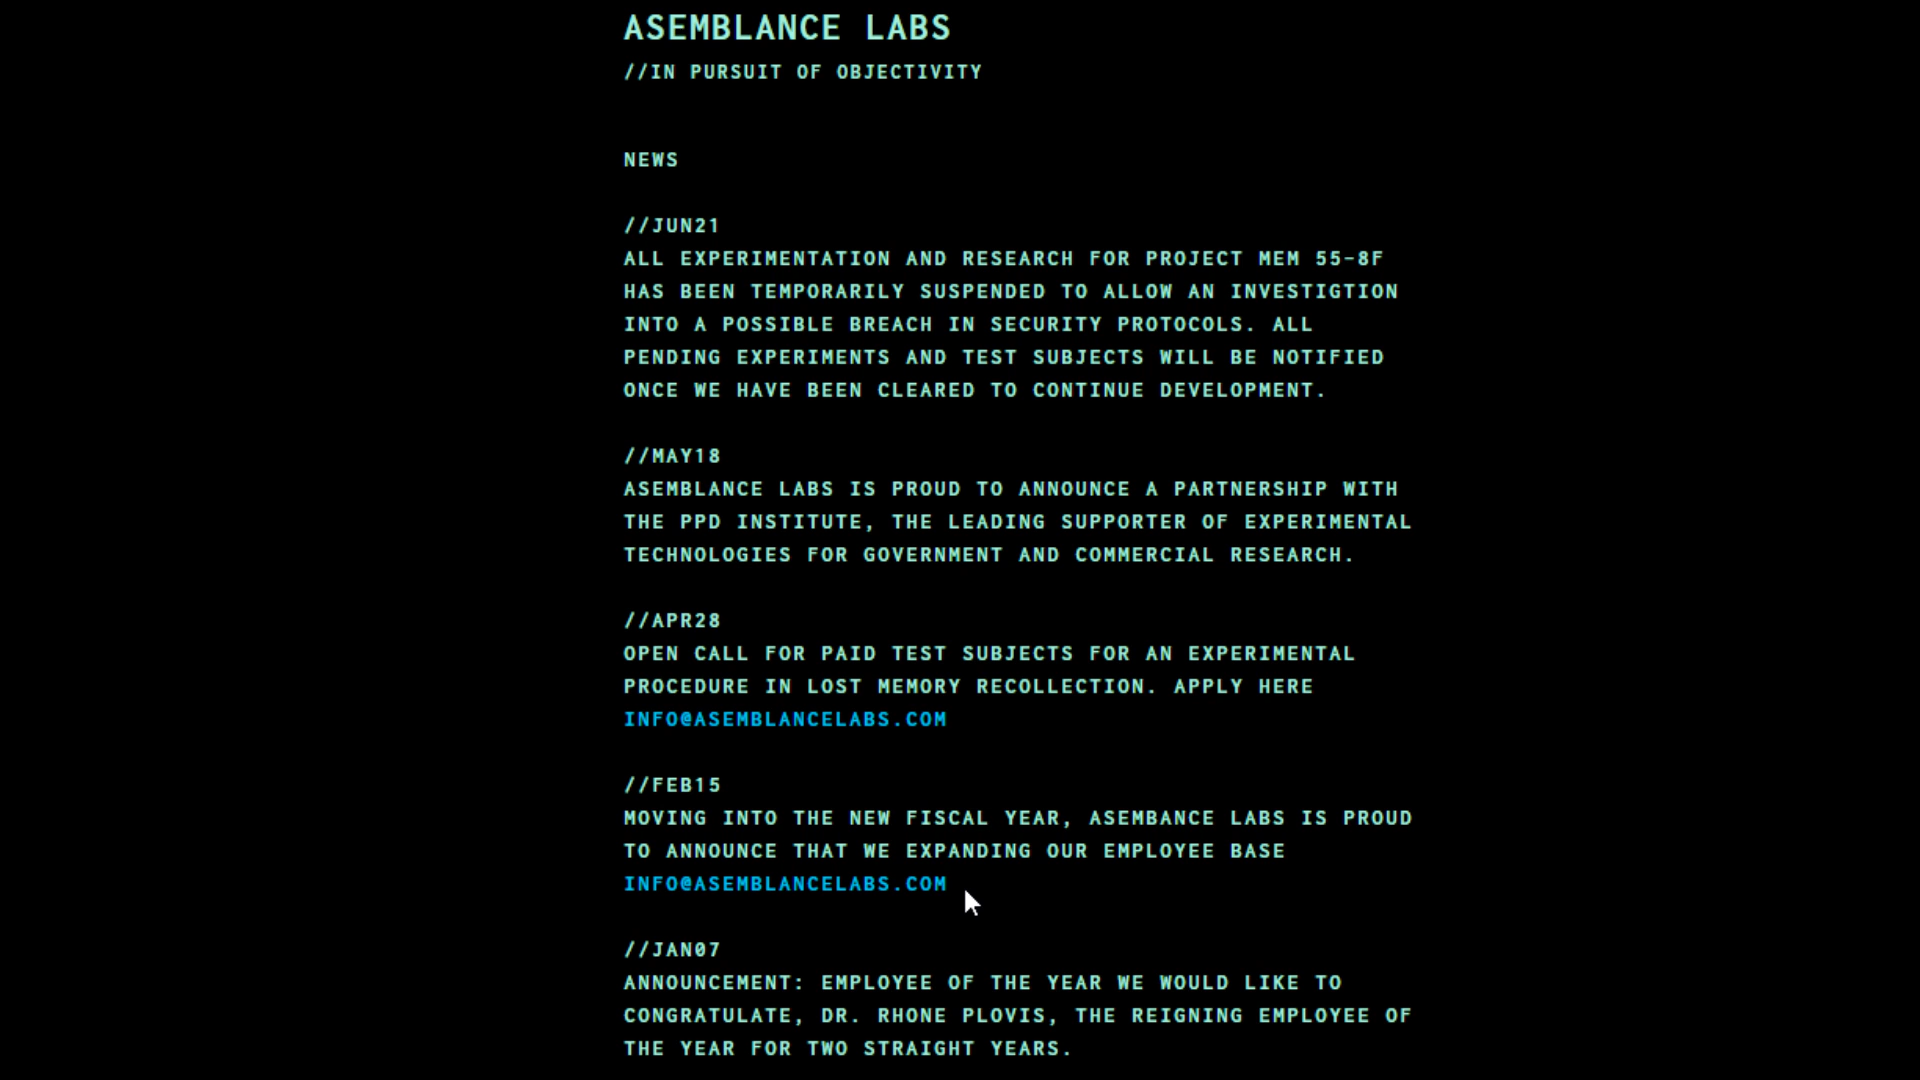 ASEMBLANCE LABS
//IN PURSUIT OF OBJECTIVITY
NEWS
//JUN21
ALL EXPERIMENTATION AND RESEARCH FOR PROJECT MEM 55-8F
HAS BEEN TEMPORARILY SUSPENDED TO ALLOW AN INVESTIGTION
INTO A POSSIBLE BREACH IN SECURITY PROTOCOLS. ALL
PENDING EXPERIMENTS AND TEST SUBJECTS WILL BE NOTIFIED
ONCE WE HAVE BEEN CLEARED TO CONTINUE DEVELOPMENT.
//MAY18
ASEMBLANCE LABS IS PROUD TO ANNOUNCE A PARTNERSHIP WITH
THE PPD INSTITUTE, THE LEADING SUPPORTER OF EXPERIMENTAL
TECHNOLOGIES FOR GOVERNMENT AND COMMERCIAL RESEARCH.
//APR28
OPEN CALL FOR PAID TEST SUBJECTS FOR AN EXPERIMENTAL
PROCEDURE IN LOST MEMORY RECOLLECTION. APPLY HERE
INFO@ASEMBLANCELABS.COM
//FEB15
MOVING INTO THE NEW FISCAL YEAR, ASEMBANCE LABS IS PROUD
TO ANNOUNCE THAT WE EXPANDING OUR EMPLOYEE BASE
INFO@ASEMBLANCELABS.COM
//JAN07
ANNOUNCEMENT: EMPLOYEE OF THE YEAR WE WOULD LIKE TO
CONGRATULATE, DR. RHONE PLOVIS, THE REIGNING EMPLOYEE OF
THE YEAR FOR TWO STRAIGHT YEARS.